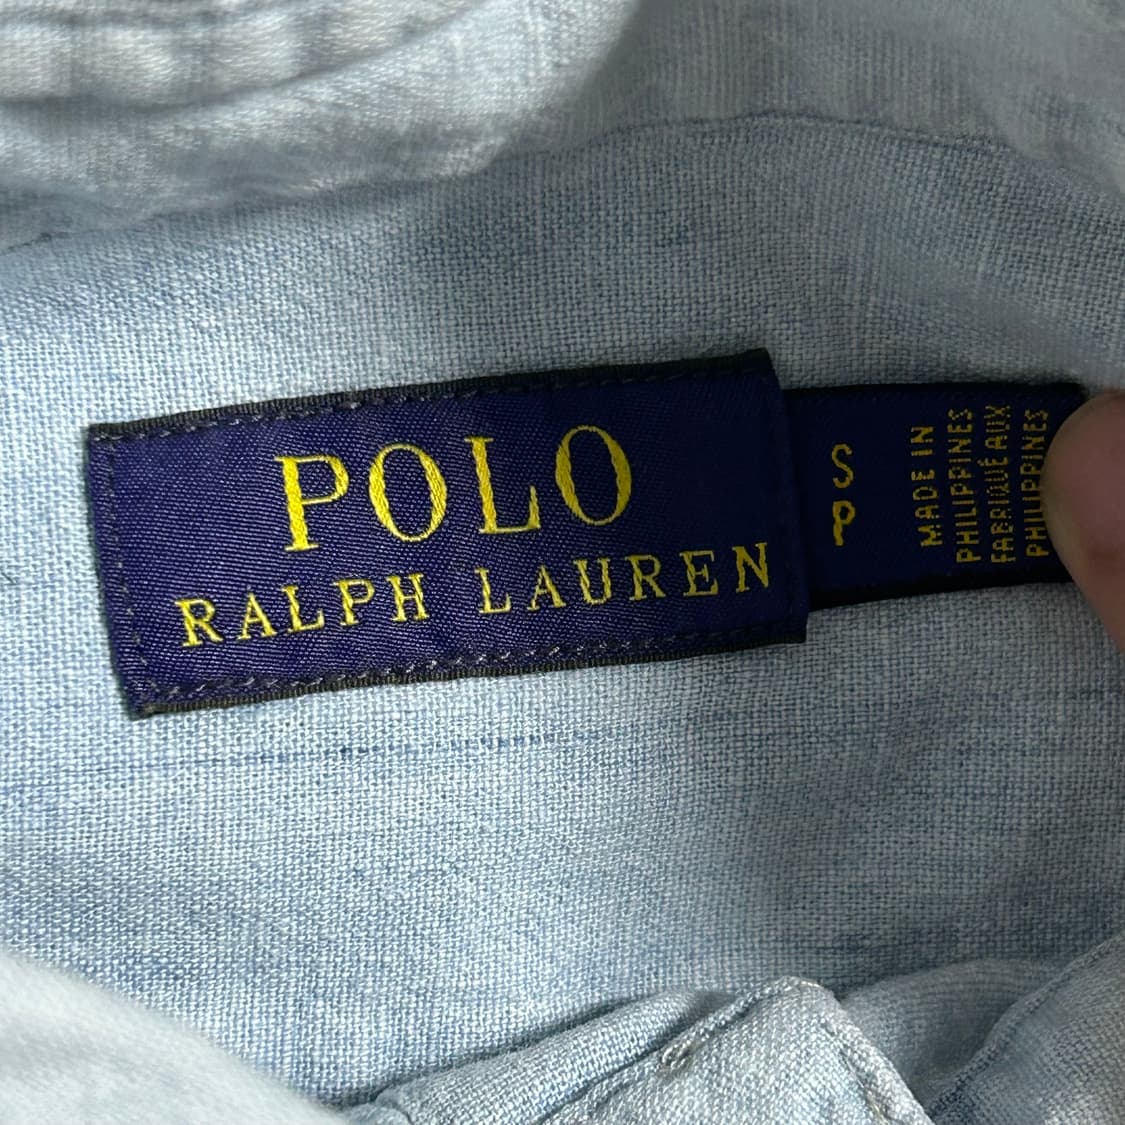 POLO
RALPH LAUREN
S
P
MADE IN
PHILIPPINES
FABRIQUÉ AUX
PHILIPPINES